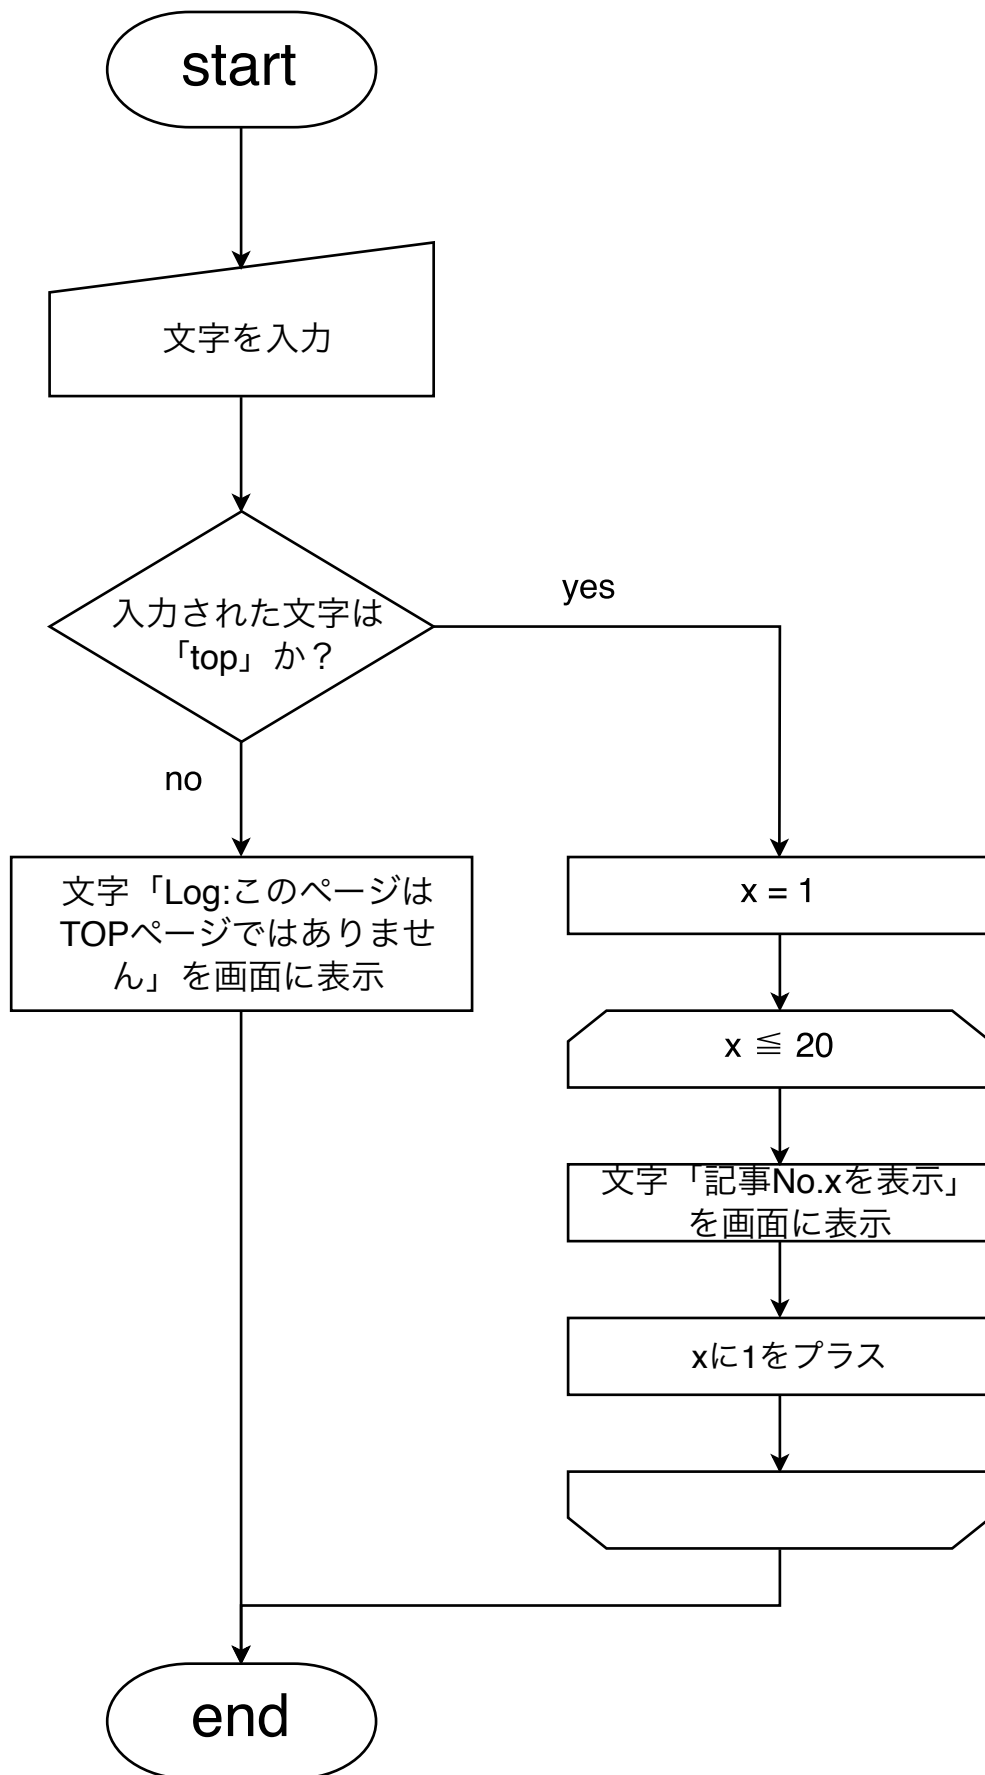 start
文字を入力
入力された文字は
「top」か？
yes
no
文字「Log:このページは
TOPページではありませ
ん」を画面に表示
x = 1
x ≦ 20
文字「記事No.xを表示」
を画面に表示
xに1をプラス
end